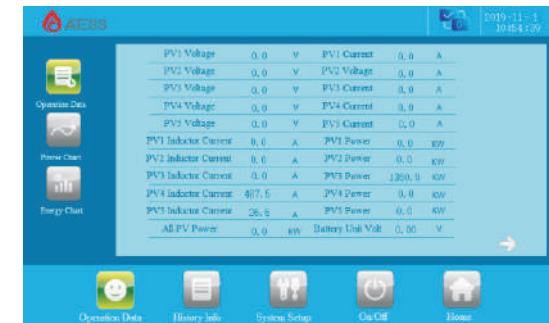 AESS
2019-11-1
10:54:39
PV1 Voltage 0.0 V PV1 Current 0.0 A
PV2 Voltage 0.0 V PV2 Voltage 0.0 A
PV3 Voltage 0.0 V PV3 Current 0.0 A
PV4 Voltage 0.0 V PV4 Current 0.0 A
PV5 Voltage 0.0 V PV5 Current 0.0 A
PV1 Inductor Current 0.0 A PV1 Power 0.0 KW
PV2 Inductor Current 0.0 A PV2 Power 0.0 KW
PV3 Inductor Current 0.0 A PV3 Power 1350.0 KW
PV4 Inductor Current 487.5 A PV4 Power 0.0 KW
PV5 Inductor Current 26.6 A PV5 Power 0.0 KW
All PV Power 0.0 KW Battery Unit Volt 0.00 V
Operation Data
Power Chart
Energy Chart
Operation Data
History Info
System Setup
On/Off
Home